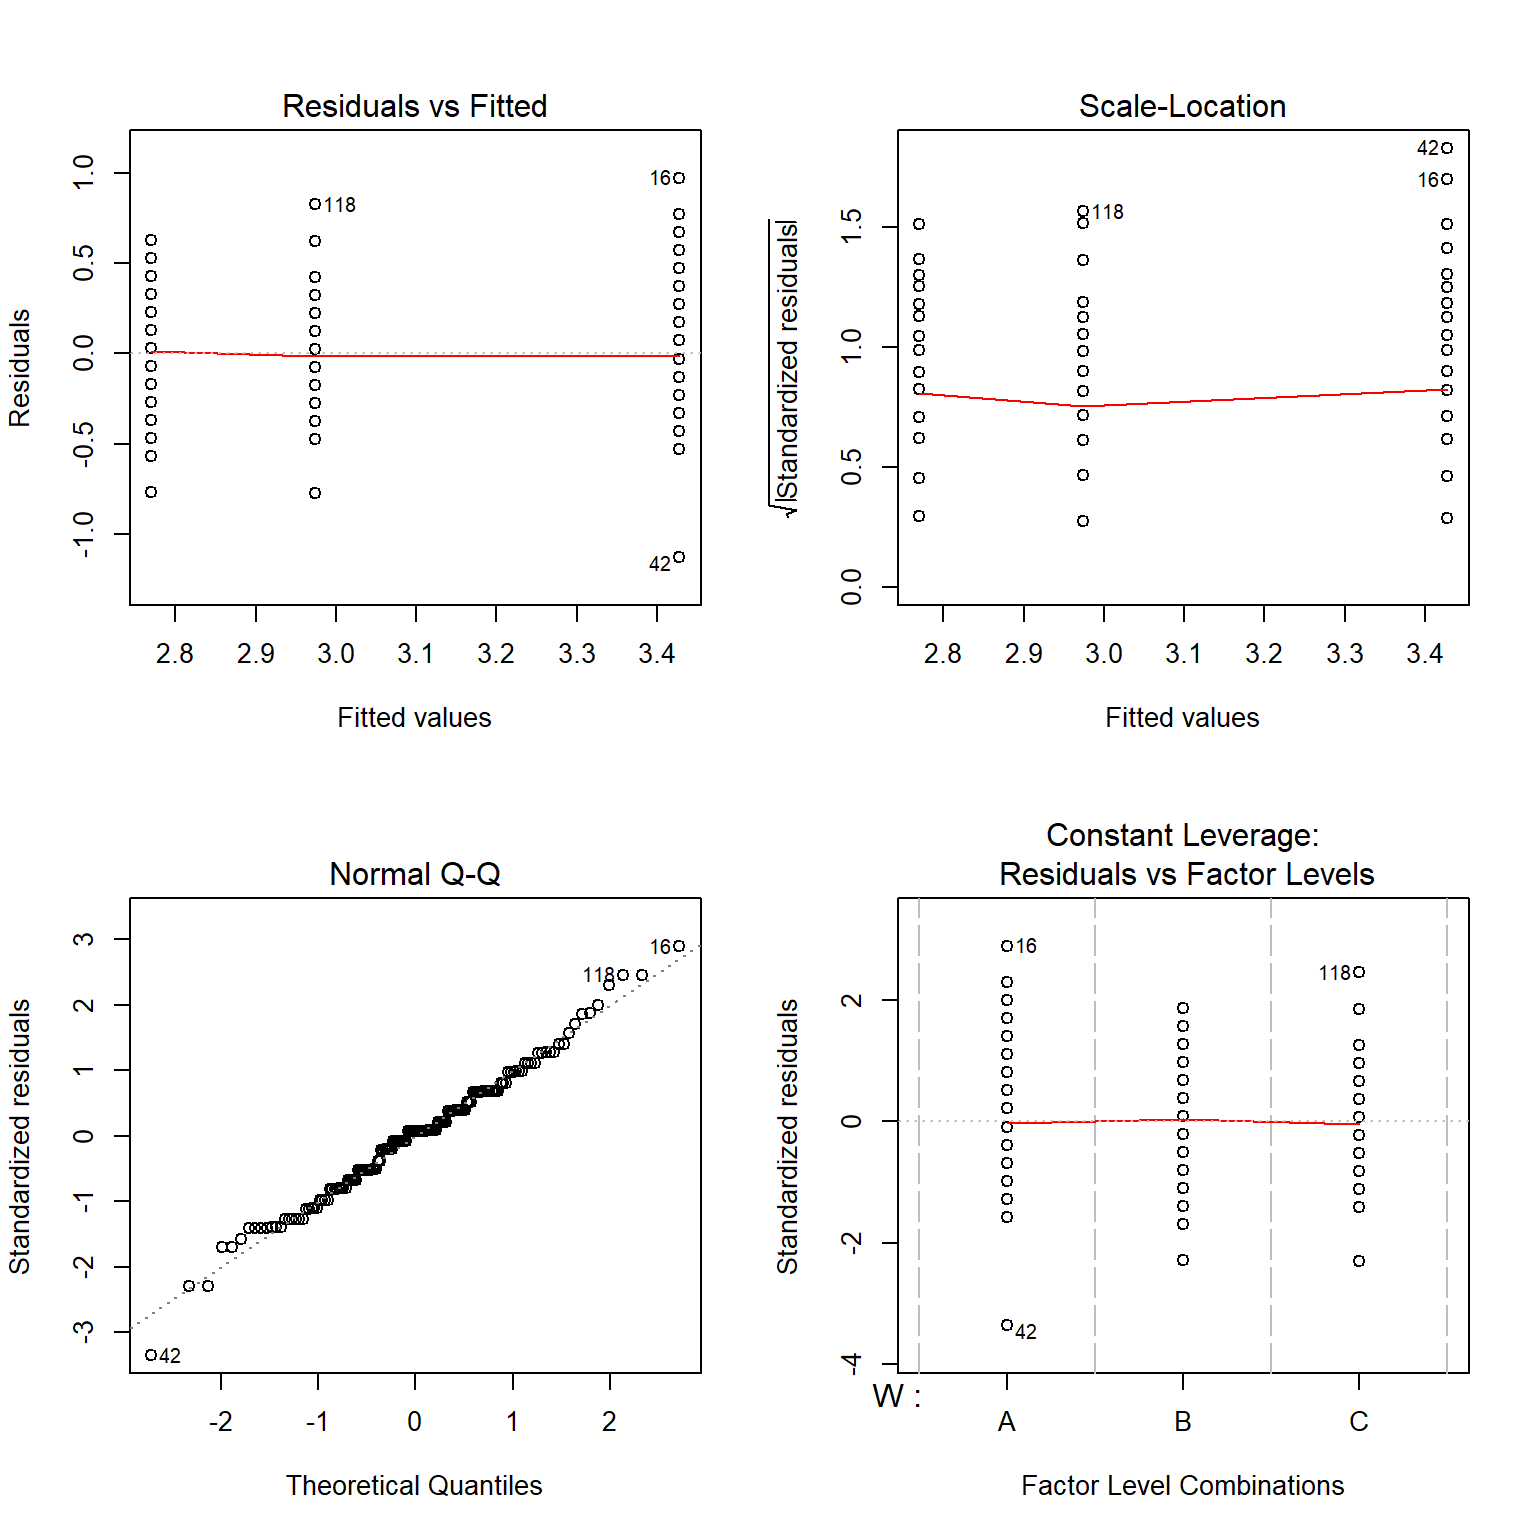 Residuals vs Fitted
Residuals
1.0
0.5
0.0
-0.5
-1.0
16
118
42
2.8 2.9 3.0 3.1 3.2 3.3 3.4
Fitted values
Scale-Location
√|Standardized residuals|
1.5
1.0
0.5
0.0
42
16
118
2.8 2.9 3.0 3.1 3.2 3.3 3.4
Fitted values
Normal Q-Q
Standardized residuals
3
2
1
0
-1
-2
-3
16
118
42
-2 -1 0 1 2
Theoretical Quantiles
Constant Leverage:
Residuals vs Factor Levels
Standardized residuals
2
0
-2
-4
16
118
42
W :
A B C
Factor Level Combinations